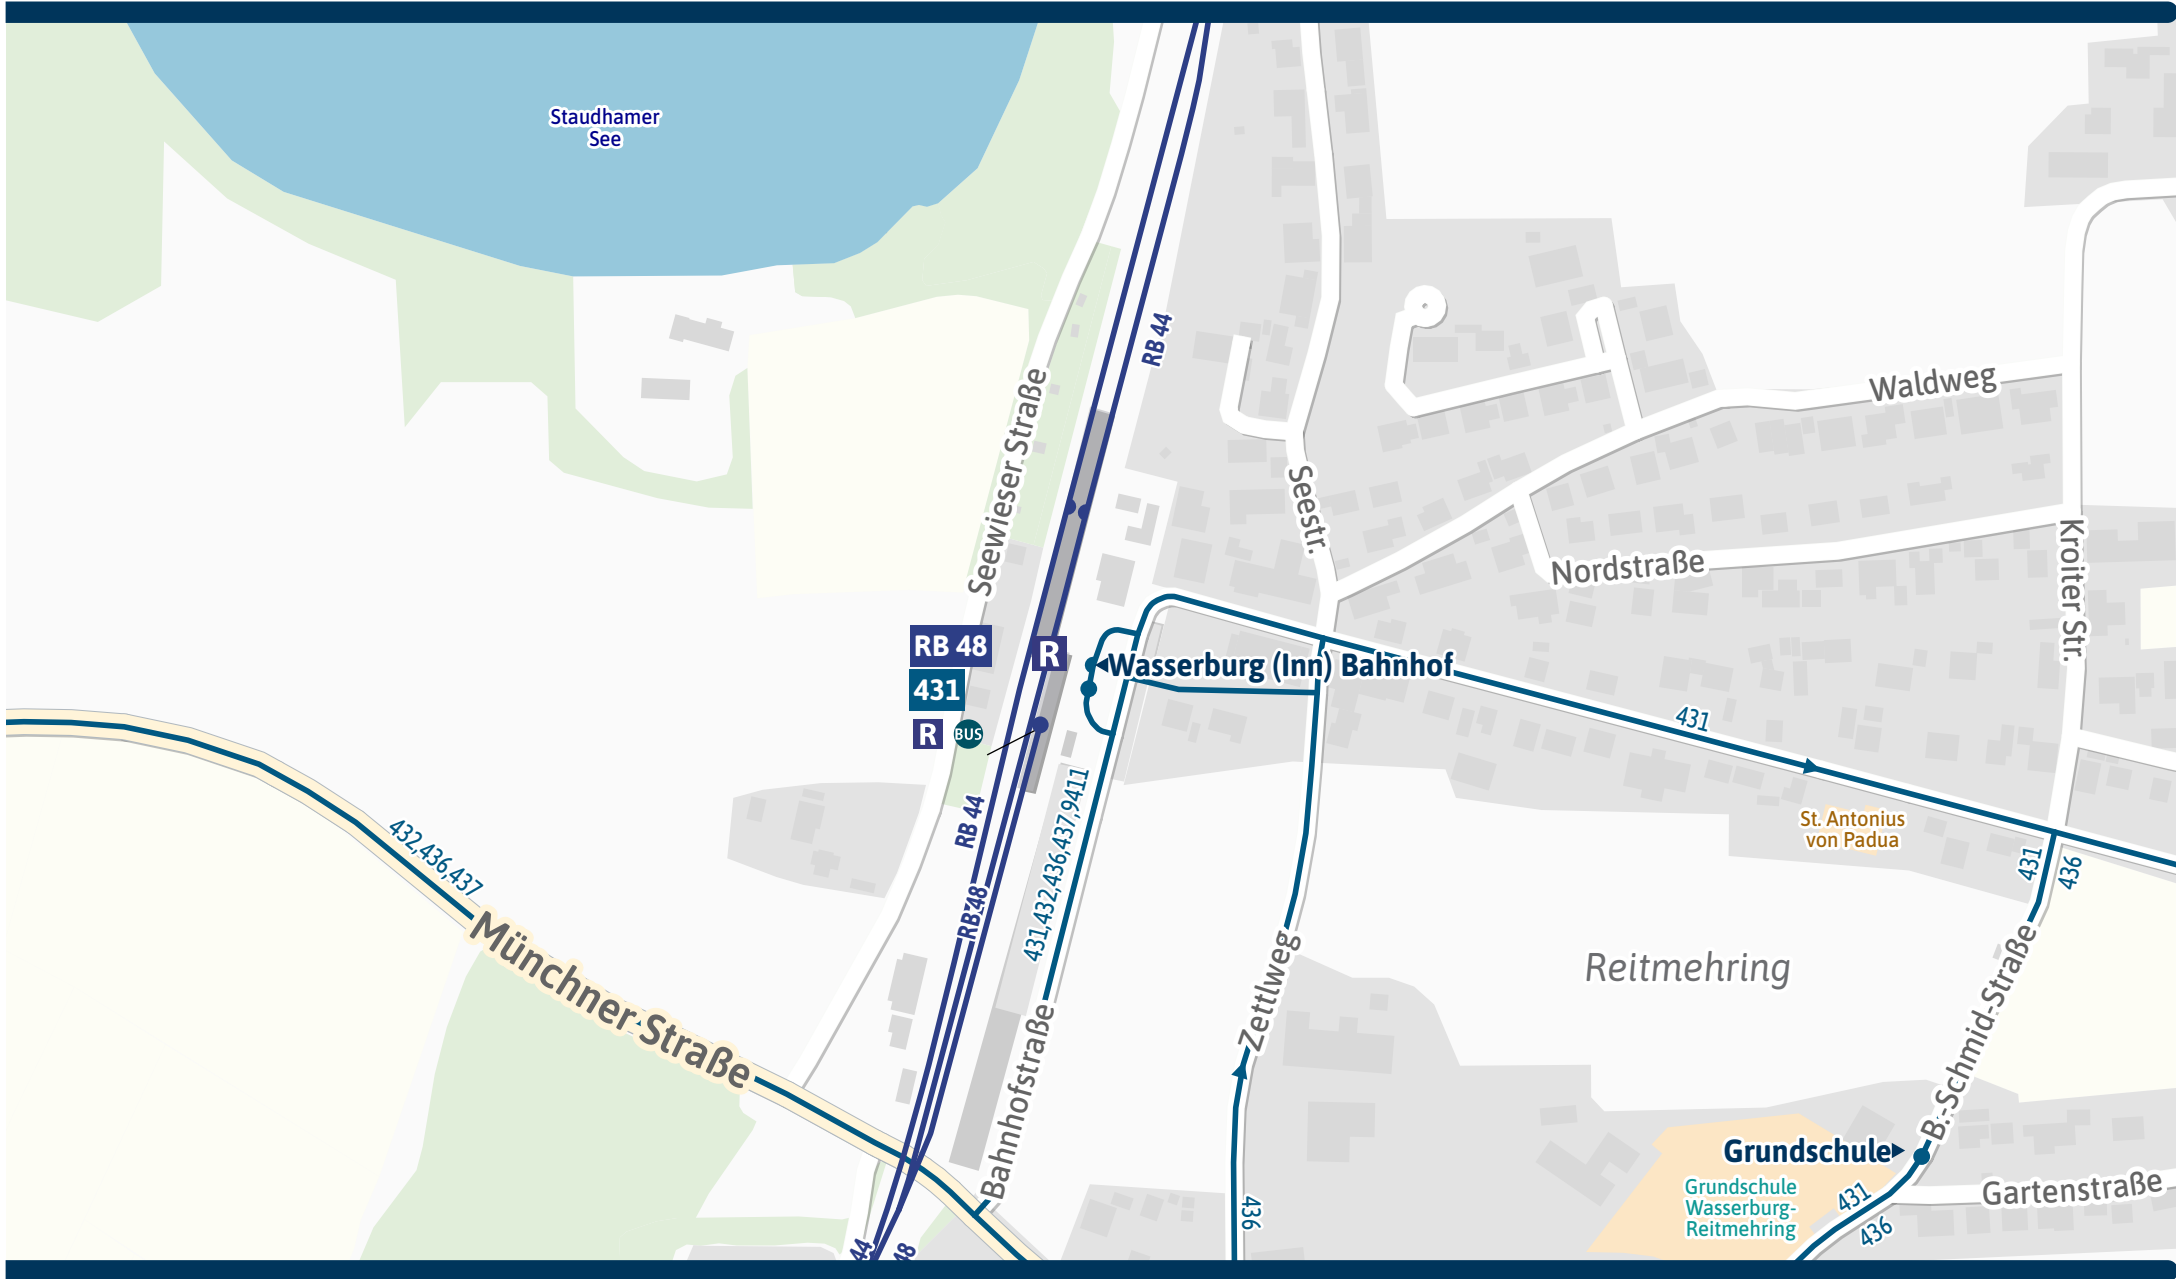 Staudhamer
See
RB 44
Seewieser Straße
Waldweg
Seestr.
Nordstraße
Kroiter Str.
RB 48
R
431
Wasserburg (Inn) Bahnhof
R
BUS
431
RB 44
431,432,436,437,9411
432,436,437
St. Antonius
von Padua
431
436
RB 48
Münchner Straße
Zettlweg
Reitmehring
B.-Schmid-Straße
Bahnhofstraße
Grundschule
Grundschule
Wasserburg-
Reitmehring
Gartenstraße
431
436
436
44
48